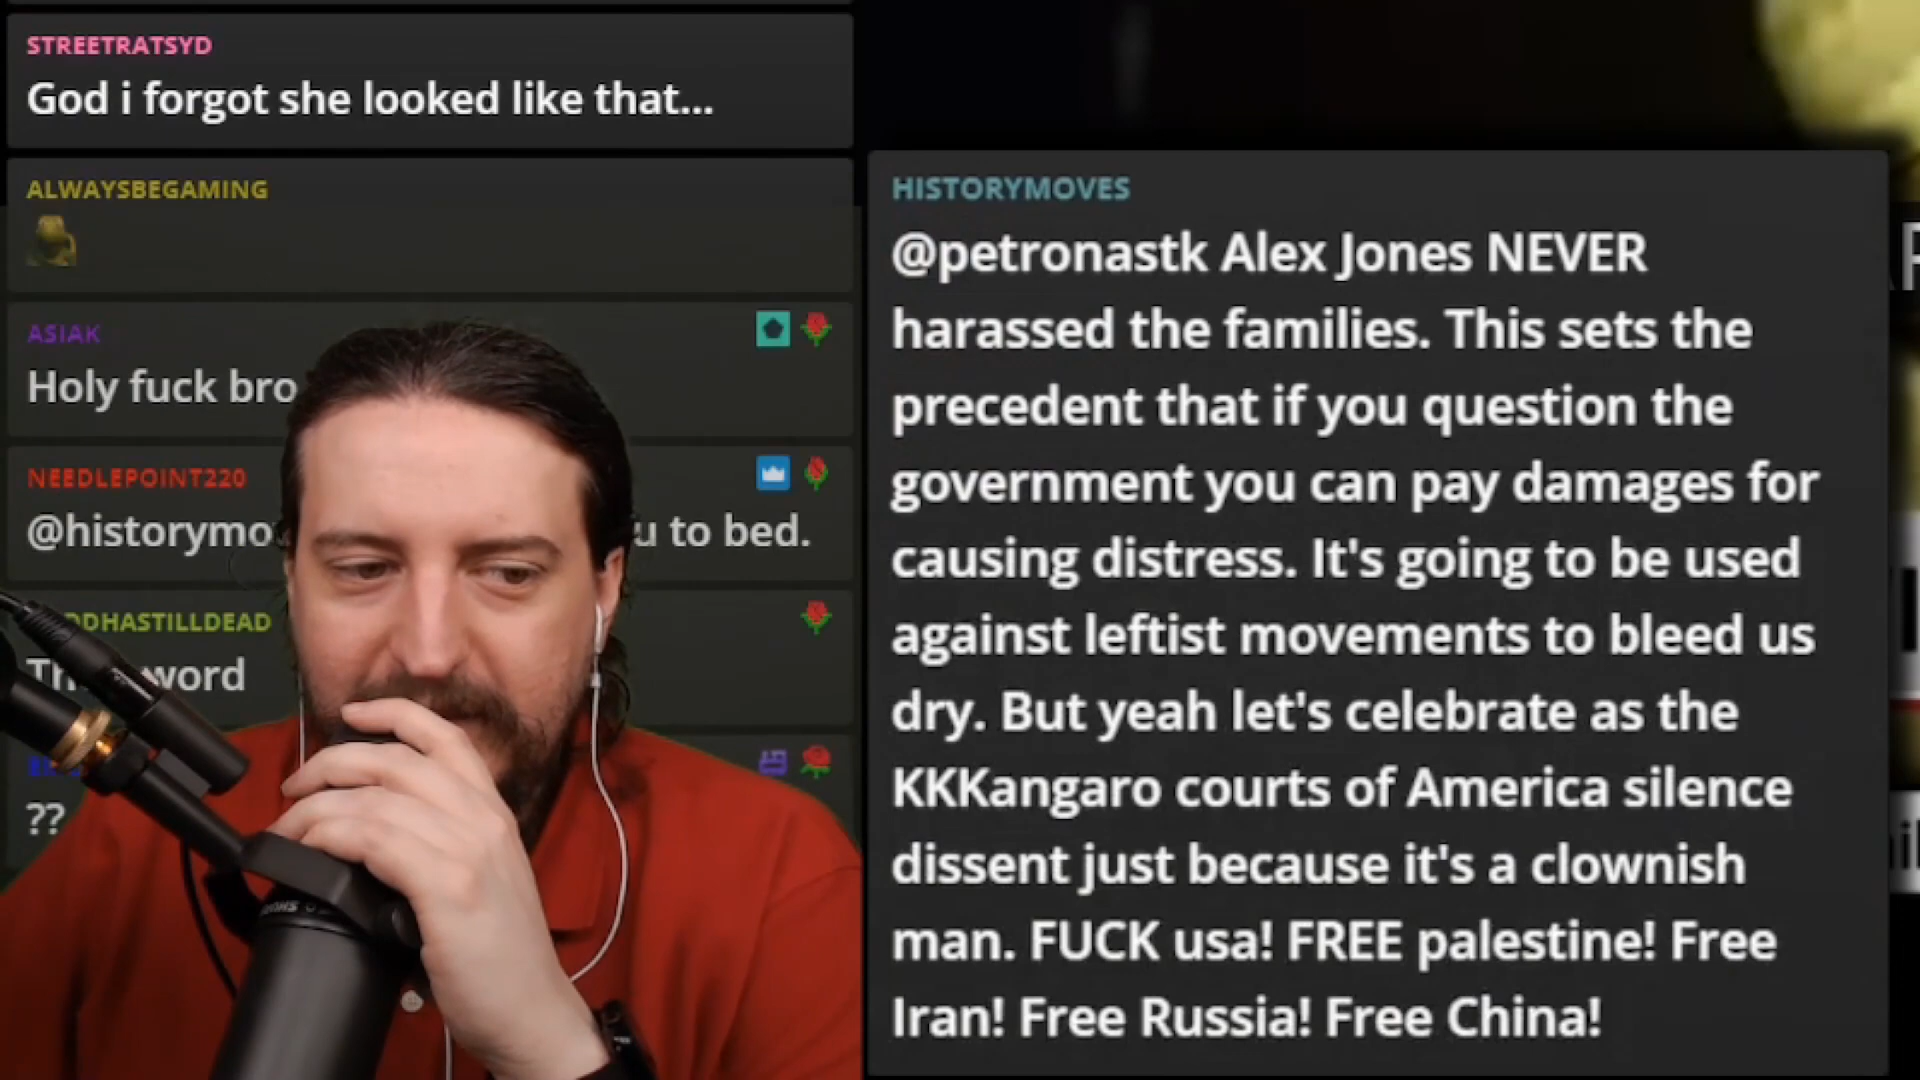 STREETRATSYD
God i forgot she looked like that...
ALWAYSBEGAMING
ASIAK
Holy fuck bro
NEEDLEPOINT220
@historymo u to bed.
DDHASTILLDEAD
word
??
HISTORYMOVES
@petronastk Alex Jones NEVER
harassed the families. This sets the
precedent that if you question the
government you can pay damages for
causing distress. It's going to be used
against leftist movements to bleed us
dry. But yeah let's celebrate as the
KKKangaro courts of America silence
dissent just because it's a clownish
man. FUCK usa! FREE palestine! Free
Iran! Free Russia! Free China!